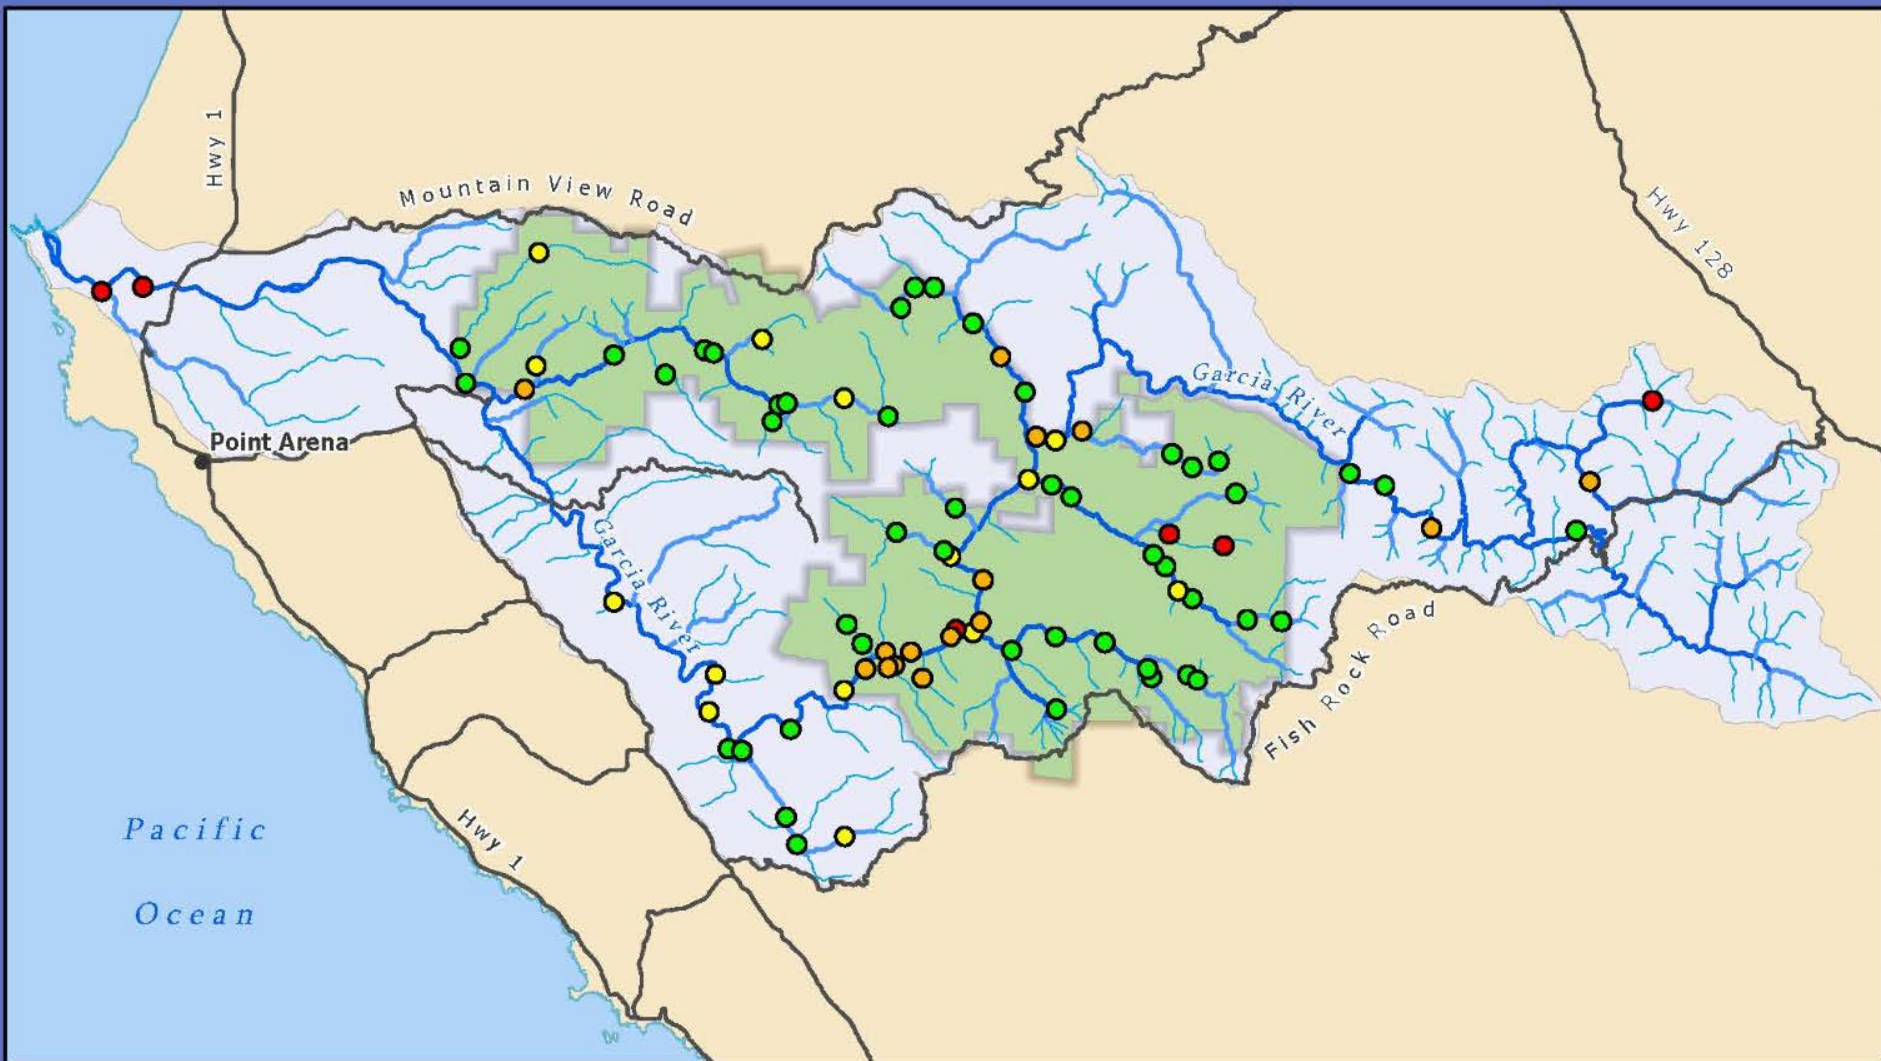 Hwy 1
Mountain View Road
Hwy 128
Garcia River
Point Arena
Garcia River
Fish Rock Road
Hwy 1
Pacific
Ocean